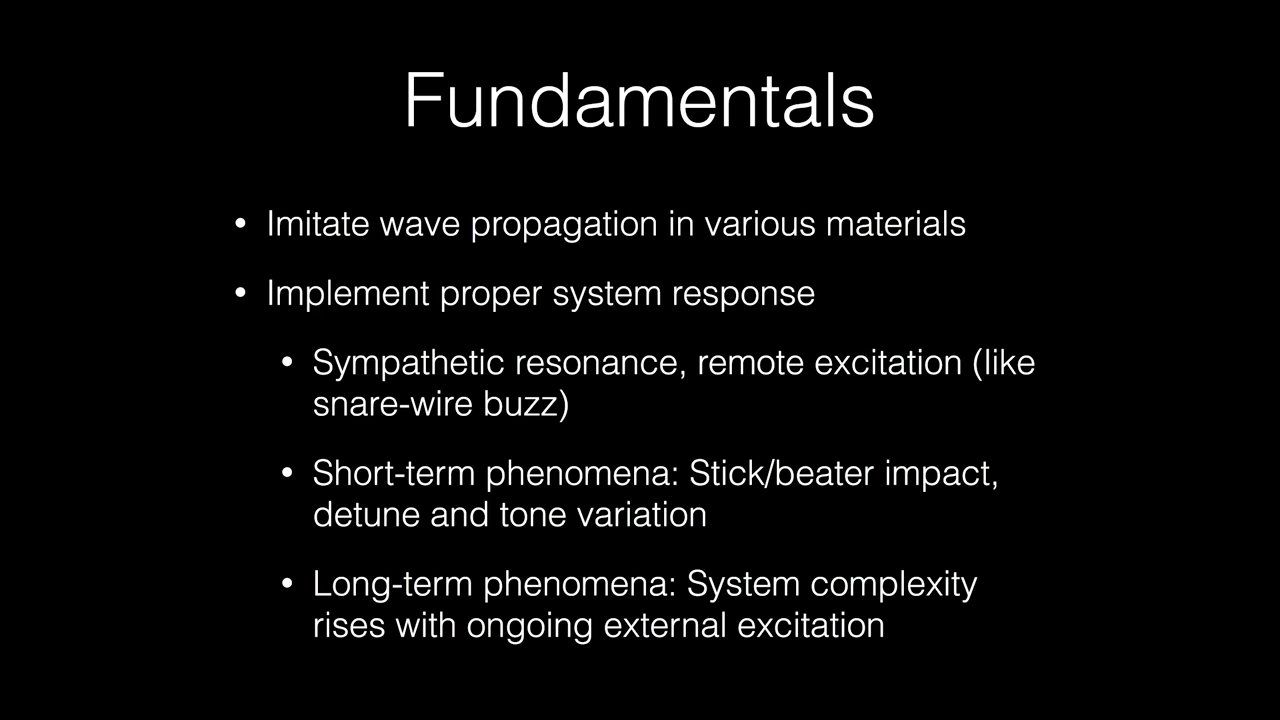 Fundamentals
• Imitate wave propagation in various materials
• Implement proper system response
• Sympathetic resonance, remote excitation (like
snare-wire buzz)
• Short-term phenomena: Stick/beater impact,
detune and tone variation
• Long-term phenomena: System complexity
rises with ongoing external excitation